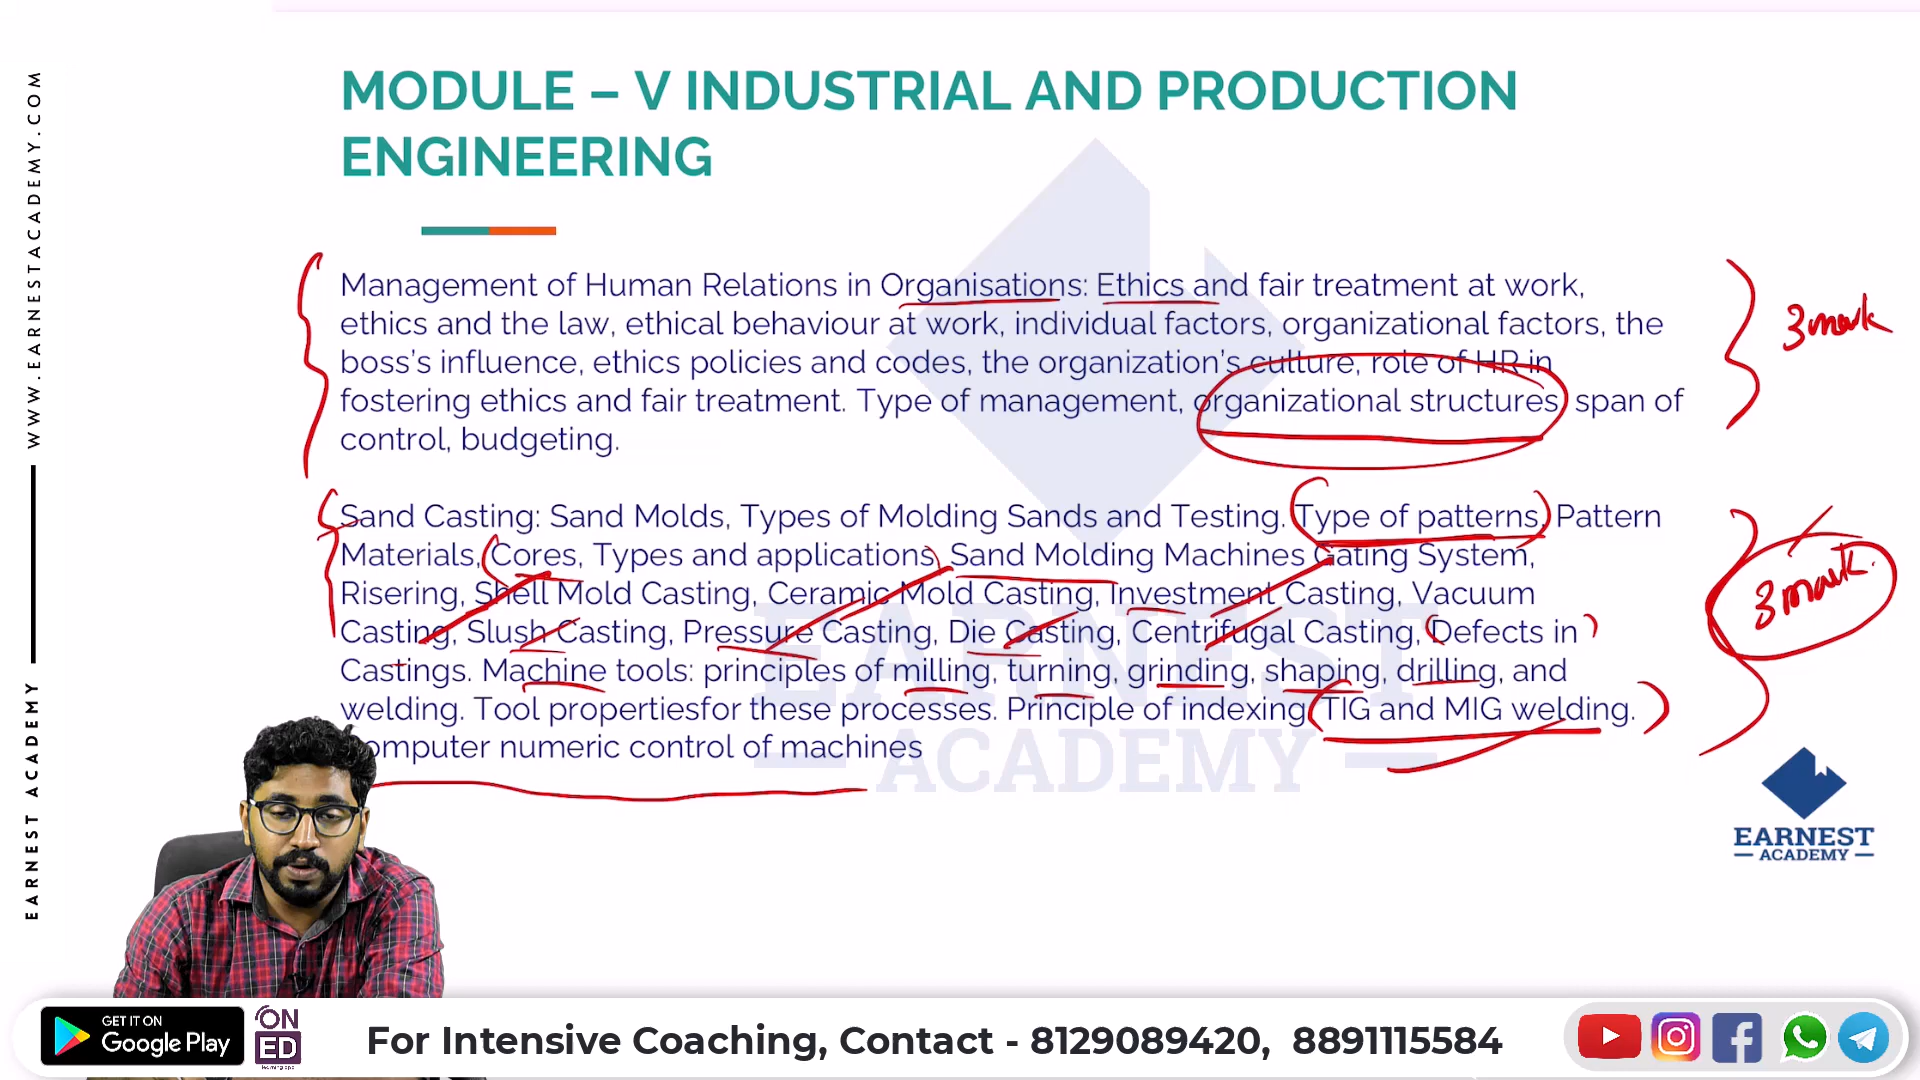 WWW.EARNESTACADEMY.COM
EARNEST ACADEMY
MODULE – V INDUSTRIAL AND PRODUCTION
ENGINEERING
Management of Human Relations in Organisations: Ethics and fair treatment at work,
ethics and the law, ethical behaviour at work, individual factors, organizational factors, the
boss's influence, ethics policies and codes, the organization's culture, role of HR in
fostering ethics and fair treatment. Type of management, organizational structures, span of
control, budgeting.
3 mark
Sand Casting: Sand Molds, Types of Molding Sands and Testing. Type of patterns, Pattern
Materials, Cores, Types and applications, Sand Molding Machines Gating System,
Risering, Shell Mold Casting, Ceramic Mold Casting, Investment Casting, Vacuum
Casting, Slush Casting, Pressure Casting, Die Casting, Centrifugal Casting, Defects in
Castings. Machine tools: principles of milling, turning, grinding, shaping, drilling, and
welding. Tool propertiesfor these processes. Principle of indexing TIG and MIG welding.
Computer numeric control of machines
3 mark.
EARNEST
ACADEMY
EARNEST
ACADEMY
GET IT ON
Google Play
ON
ED
For Intensive Coaching, Contact - 8129089420, 8891115584